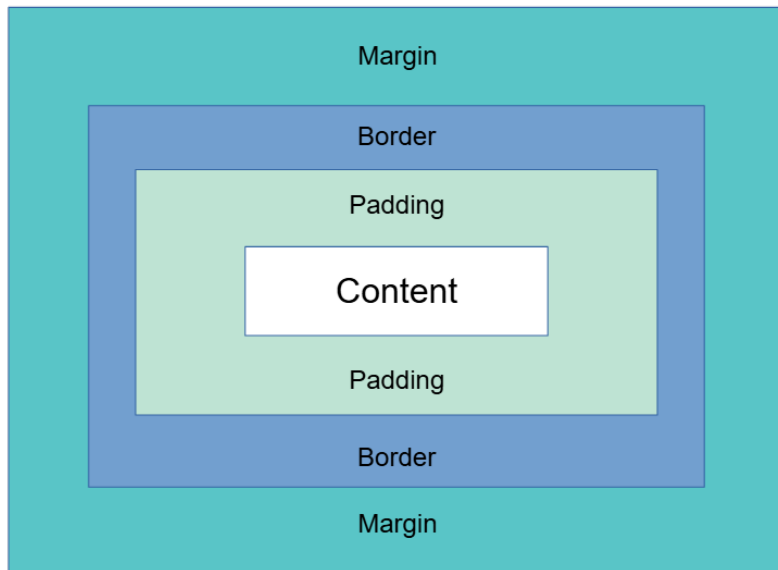 Margin
Border
Padding
Content
Padding
Border
Margin